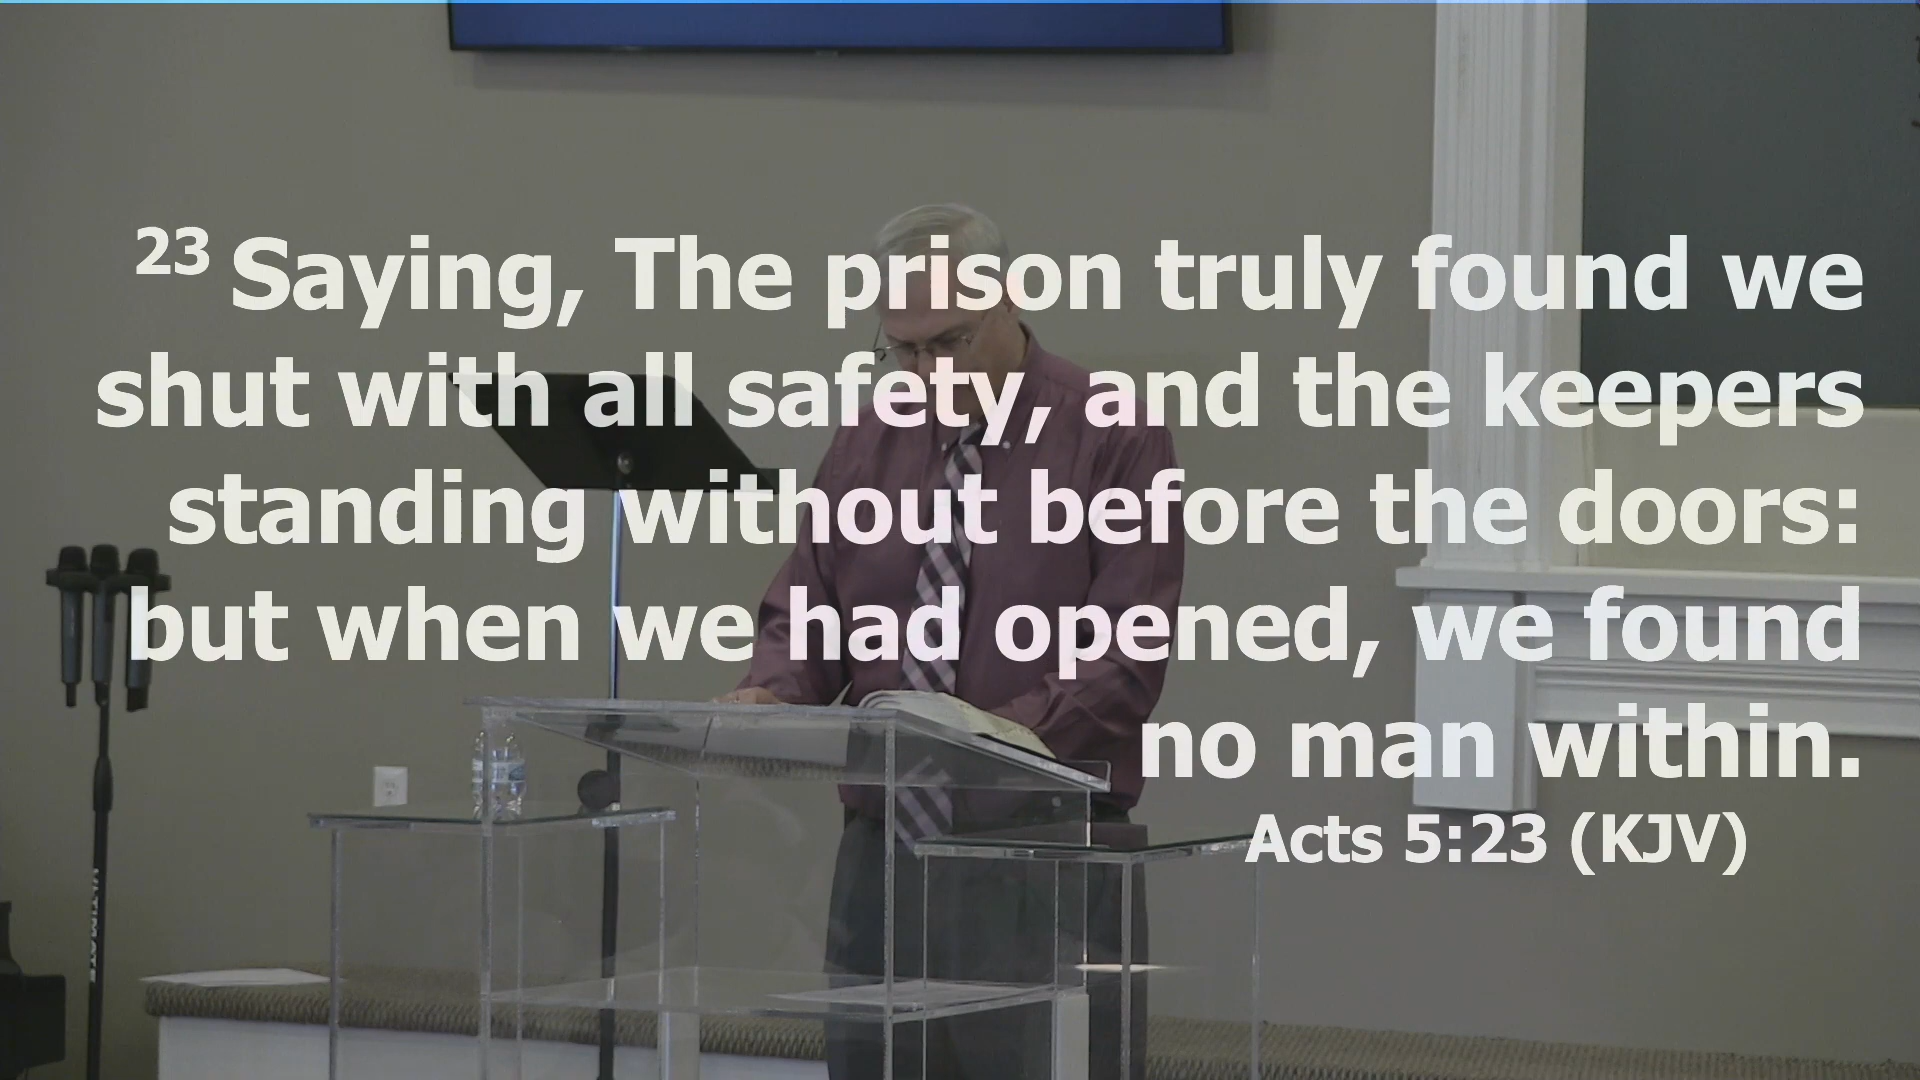 23 Saying, The prison truly found we
shut with all safety, and the keepers
standing without before the doors:
but when we had opened, we found
no man within.
Acts 5:23 (KJV)
ULTIMATE